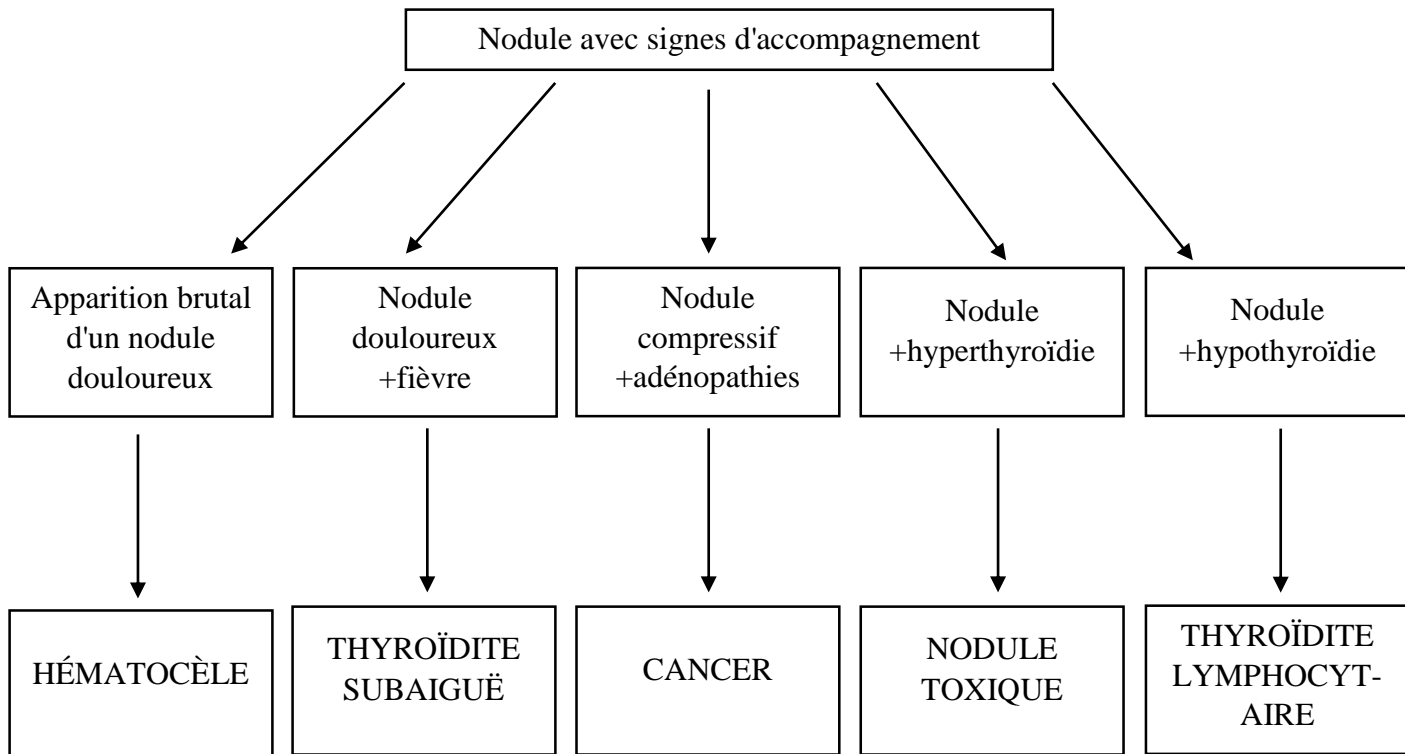 Nodule avec signes d'accompagnement
Apparition brutal
d'un nodule
douloureux
Nodule
douloureux
+fièvre
Nodule
compressif
+adénopathies
Nodule
+hyperthyroïdie
Nodule
+hypothyroïdie
HÉMATOCÈLE
THYROÏDITE
SUBAIGUË
CANCER
NODULE
TOXIQUE
THYROÏDITE
LYMPHOCYT-
AIRE